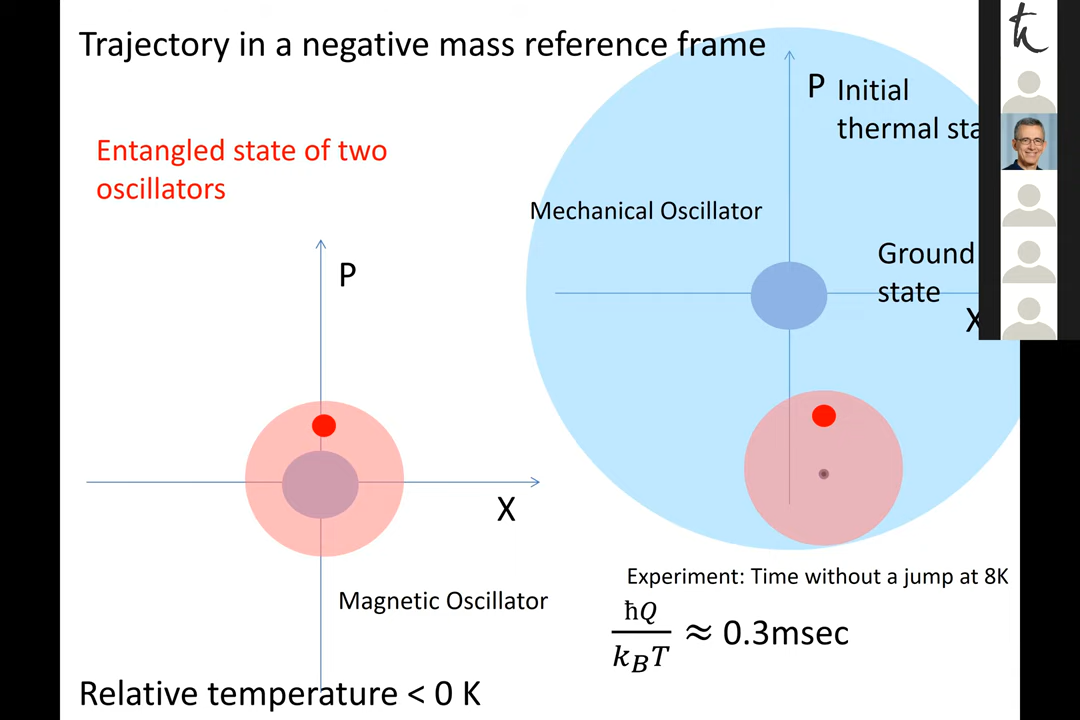 Trajectory in a negative mass reference frame
ħ
P Initial
thermal sta
Entangled state of two
oscillators
Mechanical Oscillator
P
Ground
state
X
X
Experiment: Time without a jump at 8K
Magnetic Oscillator
ħQ
k_BT ≈ 0.3msec
Relative temperature < 0 K